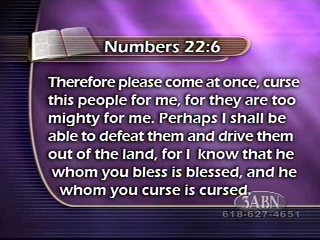 Numbers 22:6
Therefore please come at once, curse
this people for me, for they are too
mighty for me. Perhaps I shall be
able to defeat them and drive them
out of the land, for I know that he
whom you bless is blessed, and he
whom you curse is cursed.
3ABN
618-627-4651